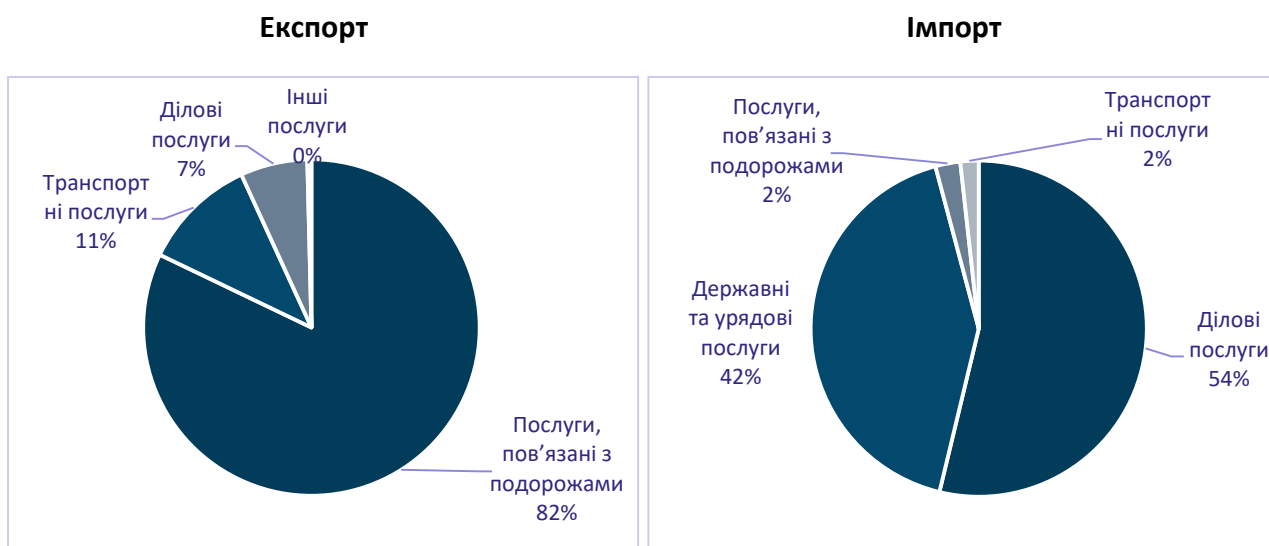 Експорт
Інші
послуги
0%
Ділові
послуги
7%
Транспорт
ні послуги
11%
Послуги,
пов’язані з
подорожами
82%
Імпорт
Послуги,
пов’язані з
подорожами
2%
Транспорт
ні послуги
2%
Державні
та урядові
послуги
42%
Ділові
послуги
54%